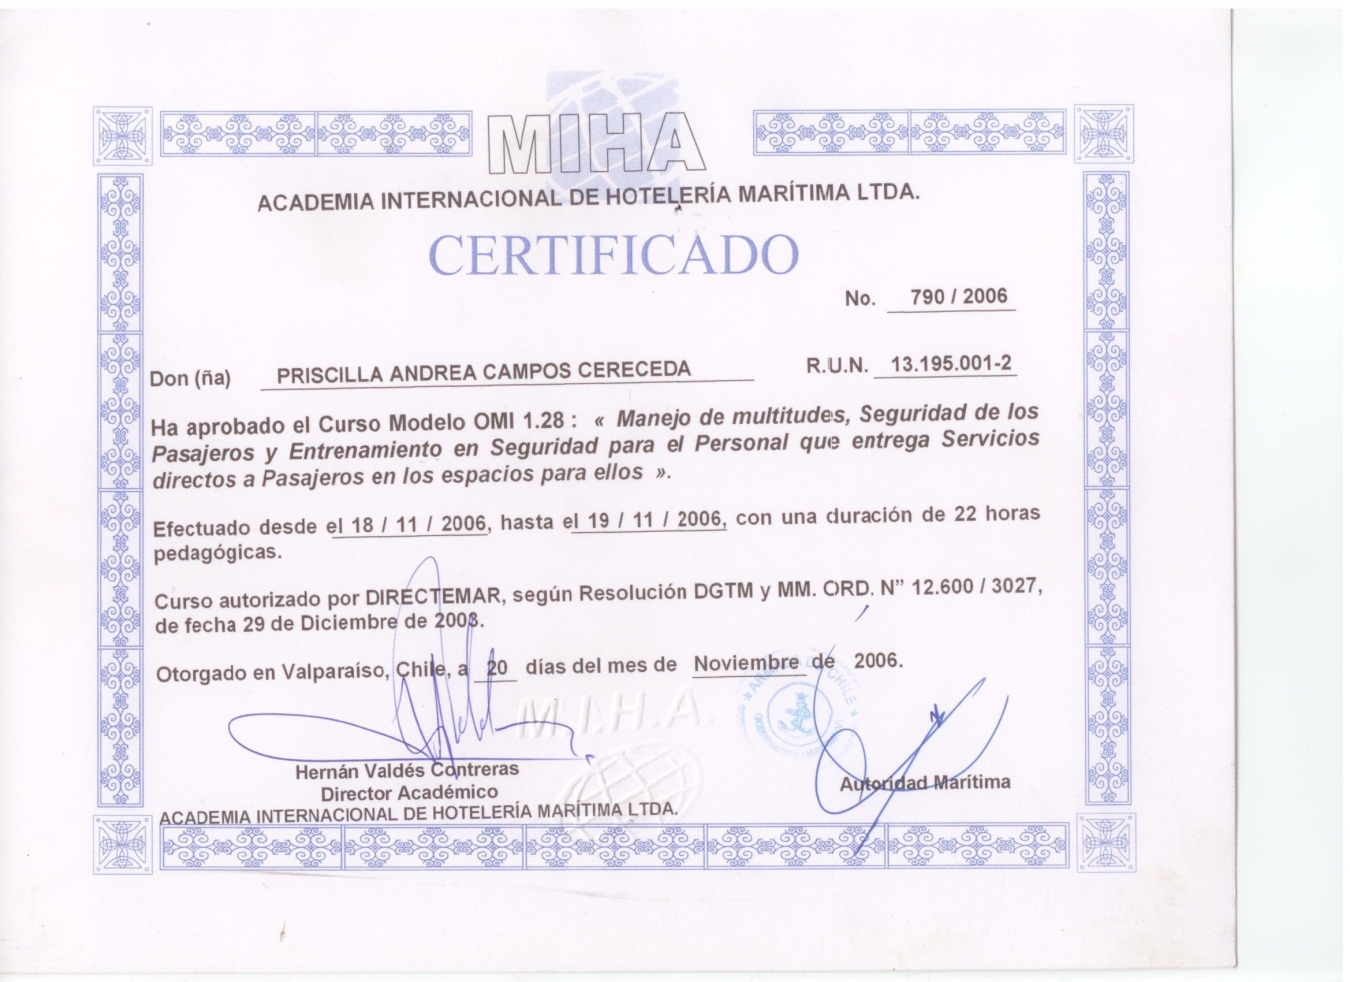 MIHA
ACADEMIA INTERNACIONAL DE HOTELERÍA MARÍTIMA LTDA.
CERTIFICADO
No. 790 / 2006
Don (ña) PRISCILLA ANDREA CAMPOS CERECEDA R.U.N. 13.195.001-2
Ha aprobado el Curso Modelo OMI 1.28 : « Manejo de multitudes, Seguridad de los
Pasajeros y Entrenamiento en Seguridad para el Personal que entrega Servicios
directos a Pasajeros en los espacios para ellos ».
Efectuado desde el 18 / 11 / 2006, hasta el 19 / 11 / 2006, con una duración de 22 horas
pedagógicas.
Curso autorizado por DIRECTEMAR, según Resolución DGTM y MM. ORD. N” 12.600 / 3027,
de fecha 29 de Diciembre de 2003.
Otorgado en Valparaíso, Chile, a 20 días del mes de Noviembre de 2006.
M.I.H.A.
ARMADA DE CHILE
Hernán Valdés Contreras
Director Académico
ACADEMIA INTERNACIONAL DE HOTELERÍA MARÍTIMA LTDA.
Autoridad Marítima